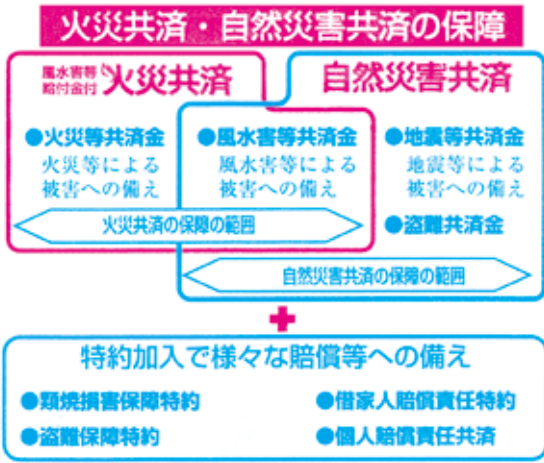 火災共済・自然災害共済の保障
風水害等
給付金付 火災共済
自然災害共済
●火災等共済金
火災等による
被害への備え
●風水害等共済金
風水害等による
被害への備え
●地震等共済金
地震等による
被害への備え
●盗難共済金
火災共済の保障の範囲
自然災害共済の保障の範囲
+
特約加入で様々な賠償等への備え
●類焼損害保障特約
●借家人賠償責任特約
●盗難保障特約
●個人賠償責任共済